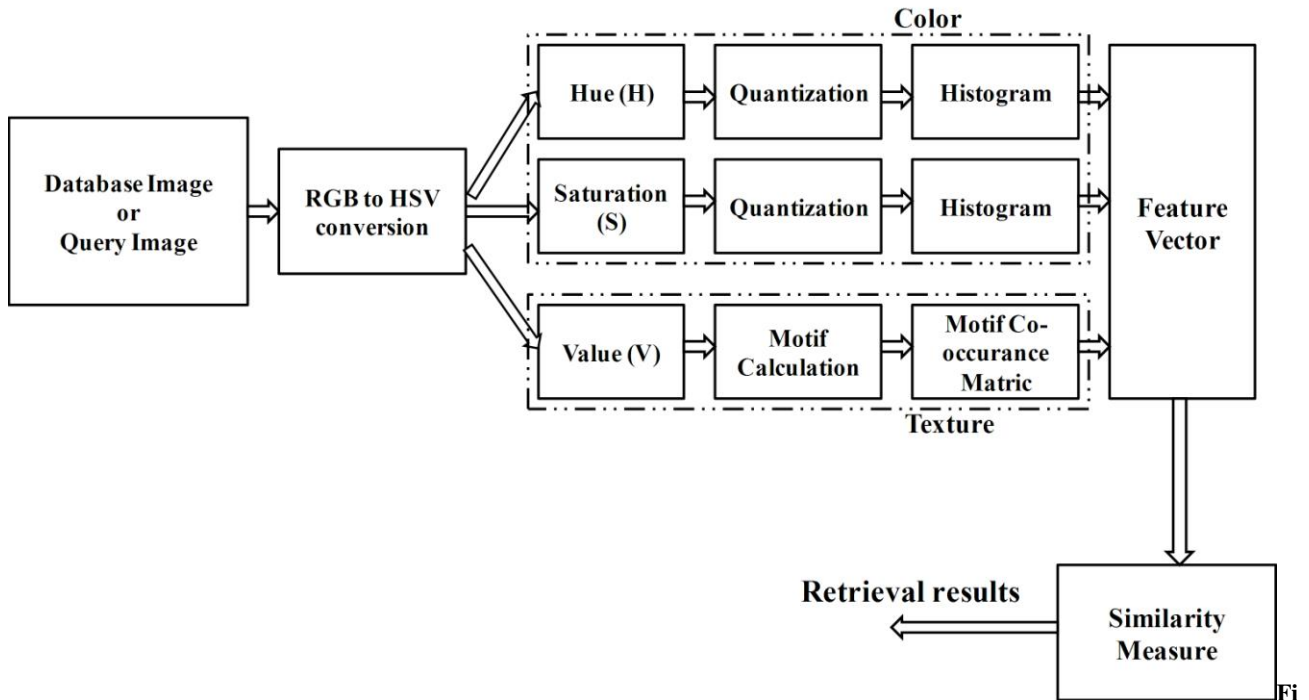 Color
Hue (H)
Quantization
Histogram
Database Image
or
Query Image
RGB to HSV
conversion
Saturation
(S)
Quantization
Histogram
Feature
Vector
Value (V)
Motif
Calculation
Motif Co-
occurance
Matric
Texture
Retrieval results
Similarity
Measure
Fi